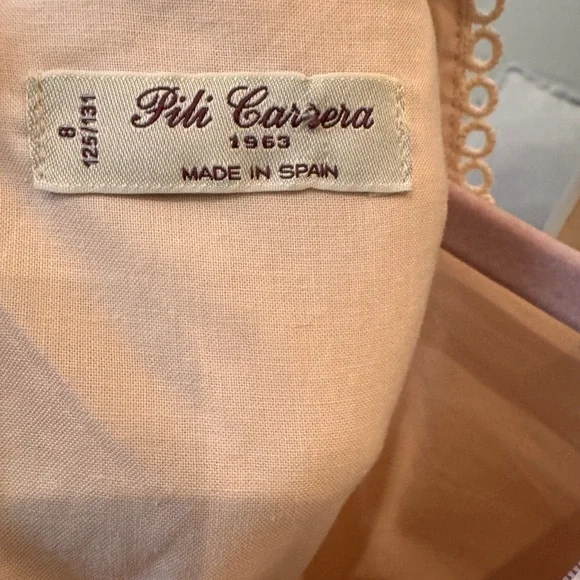 8
125/131
Pili Carrera
1963
MADE IN SPAIN